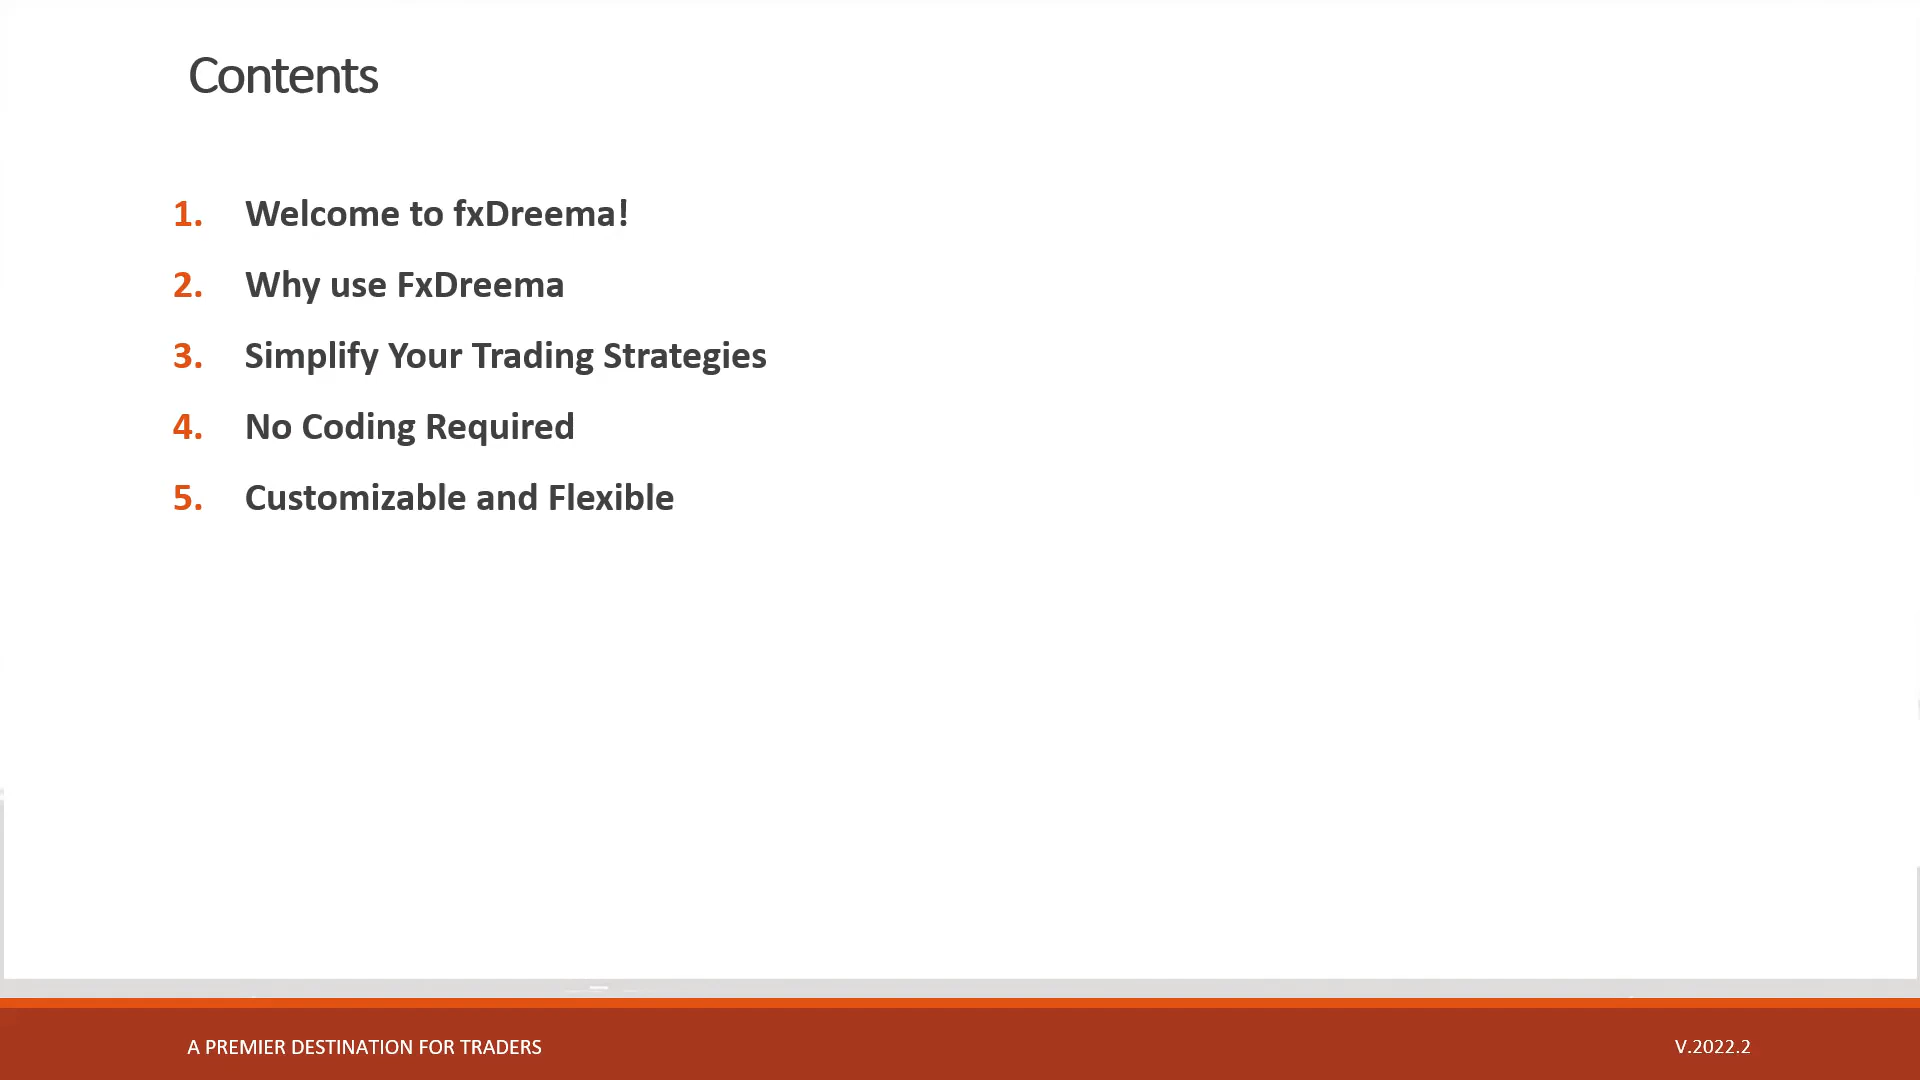 Contents
1. Welcome to fxDreema!
2. Why use FxDreema
3. Simplify Your Trading Strategies
4. No Coding Required
5. Customizable and Flexible
A PREMIER DESTINATION FOR TRADERS
V.2022.2